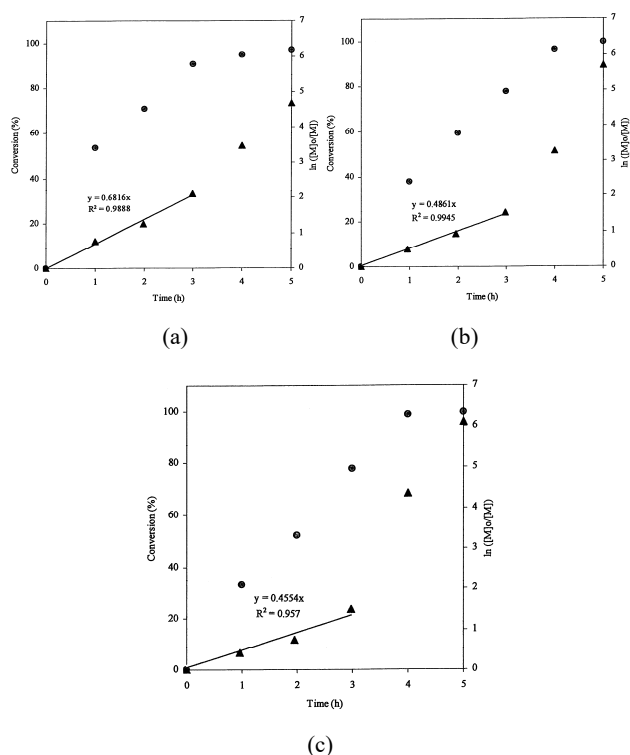 100
80
60
40
20
0
Conversion (%)
7
6
5
4
3
2
1
0
ln ([M]o/[M])
y = 0.6816x
R² = 0.9888
0 1 2 3 4 5
Time (h)
(a)
100
80
60
40
20
0
Conversion (%)
7
6
5
4
3
2
1
0
ln ([M]o/[M])
y = 0.4861x
R² = 0.9945
0 1 2 3 4 5
Time (h)
(b)
100
80
60
40
20
0
Conversion (%)
7
6
5
4
3
2
1
0
ln ([M]o/[M])
y = 0.4554x
R² = 0.957
0 1 2 3 4 5
Time (h)
(c)